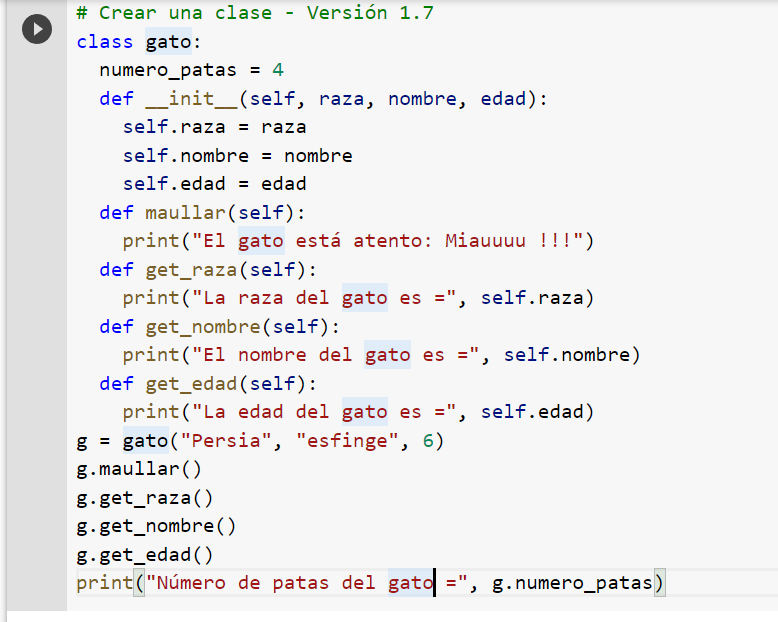 # Crear una clase - Versión 1.7
class gato:
  numero_patas = 4
  def __init__(self, raza, nombre, edad):
    self.raza = raza
    self.nombre = nombre
    self.edad = edad
  def maullar(self):
    print("El gato está atento: Miauuuu !!!")
  def get_raza(self):
    print("La raza del gato es =", self.raza)
  def get_nombre(self):
    print("El nombre del gato es =", self.nombre)
  def get_edad(self):
    print("La edad del gato es =", self.edad)
g = gato("Persia", "esfinge", 6)
g.maullar()
g.get_raza()
g.get_nombre()
g.get_edad()
print("Número de patas del gato =", g.numero_patas)